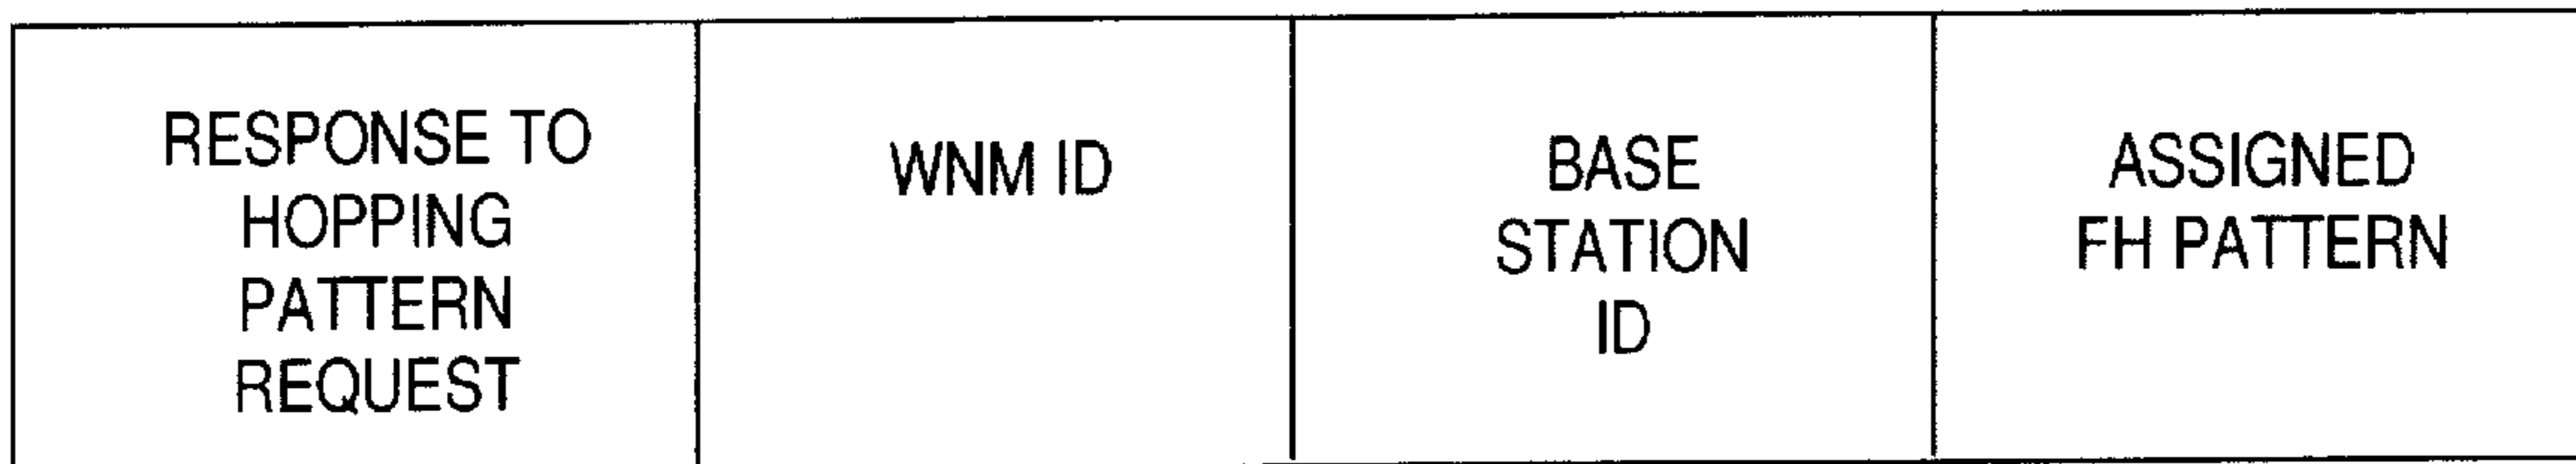 RESPONSE TO
HOPPING
PATTERN
REQUEST
WNM ID
BASE
STATION
ID
ASSIGNED
FH PATTERN